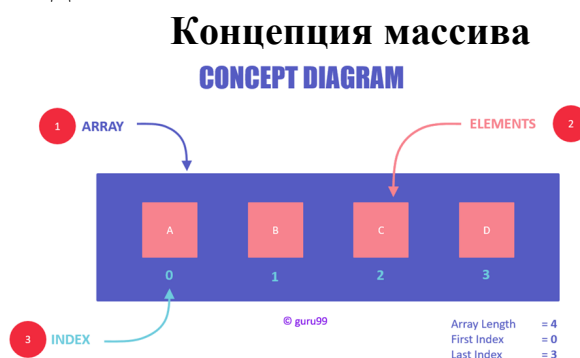 Концепция массива
CONCEPT DIAGRAM
1 ARRAY
ELEMENTS 2
A B C D
0 1 2 3
© guru99
3 INDEX
Array Length = 4
First Index = 0
Last Index = 3